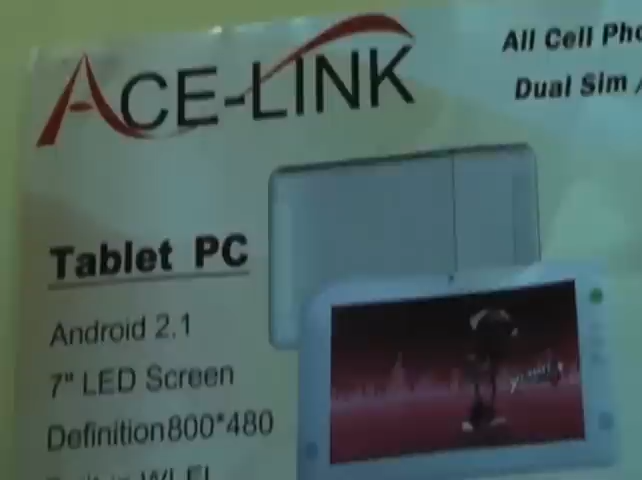 ACE-LINK
All Cell Pho
Dual Sim
Tablet PC
Android 2.1
7" LED Screen
Definition800*480